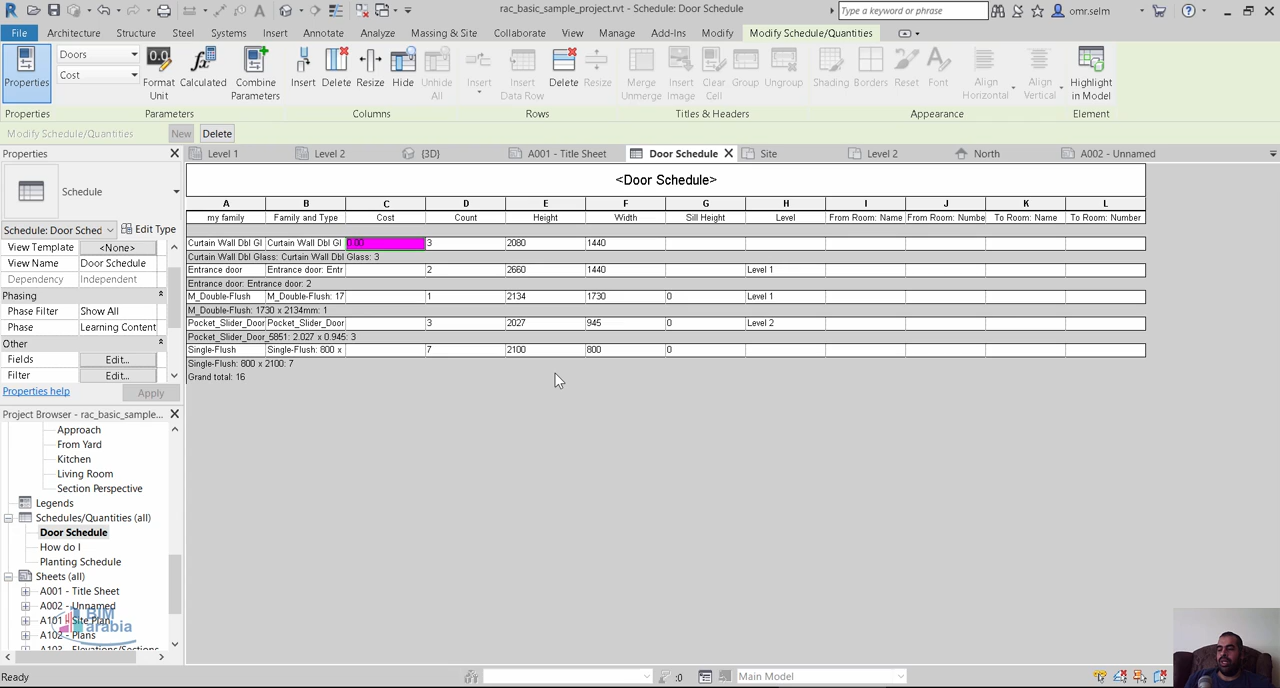 rac_basic_sample_project.rvt - Schedule: Door Schedule
Type a keyword or phrase
omr.selm
File Architecture Structure Steel Systems Insert Annotate Analyze Massing & Site Collaborate View Manage Add-Ins Modify Modify Schedule/Quantities
Properties
Doors
Cost
Format Unit
Calculated
Combine Parameters
Insert
Delete
Resize
Hide
Unhide All
Insert
Insert Data Row
Delete
Resize
Merge Unmerge
Insert Image
Clear Cell
Group
Ungroup
Shading
Borders
Reset
Font
Align Horizontal
Align Vertical
Highlight in Model
Properties Parameters Columns Rows Titles & Headers Appearance Element
Modify Schedule/Quantities New Delete
Properties
Level 1 Level 2 {3D} A001 - Title Sheet Door Schedule Site Level 2 North A002 - Unnamed
Schedule
Schedule: Door Sched Edit Type
View Template <None>
View Name Door Schedule
Dependency Independent
Phasing
Phase Filter Show All
Phase Learning Content
Other
Fields Edit...
Filter Edit...
Properties help Apply
<Door Schedule>
A B C D E F G H I J K L
my family Family and Type Cost Count Height Width Sill Height Level From Room: Name From Room: Numbe To Room: Name To Room: Number
Curtain Wall Dbl Gl Curtain Wall Dbl Gl 0.00 3 2080 1440
Curtain Wall Dbl Glass: Curtain Wall Dbl Glass: 3
Entrance door Entrance door: Entr 2 2660 1440 Level 1
Entrance door: Entrance door: 2
M_Double-Flush M_Double-Flush: 17 1 2134 1730 0 Level 1
M_Double-Flush: 1730 x 2134mm: 1
Pocket_Slider_Door Pocket_Slider_Door 3 2027 945 0 Level 2
Pocket_Slider_Door_5851: 2.027 x 0.945: 3
Single-Flush Single-Flush: 800 x 7 2100 800 0
Single-Flush: 800 x 2100: 7
Grand total: 16
Project Browser - rac_basic_sample...
Approach
From Yard
Kitchen
Living Room
Section Perspective
Legends
Schedules/Quantities (all)
Door Schedule
How do I
Planting Schedule
Sheets (all)
A001 - Title Sheet
A002 - Unnamed
A101 - Site Plan
A102 - Plans
A103 - Elevations/Sections
BIM
arabia
Ready
:0
Main Model